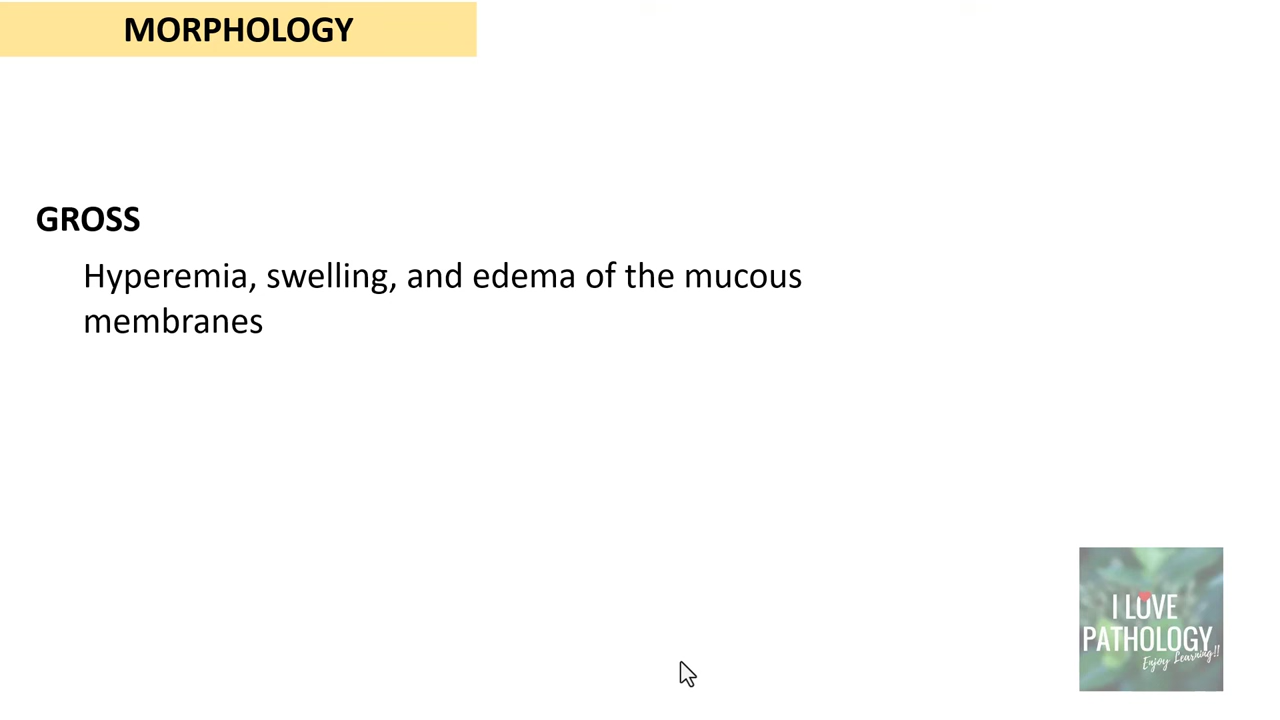 MORPHOLOGY
GROSS
Hyperemia, swelling, and edema of the mucous
membranes
I LOVE
PATHOLOGY
Enjoy Learning!!